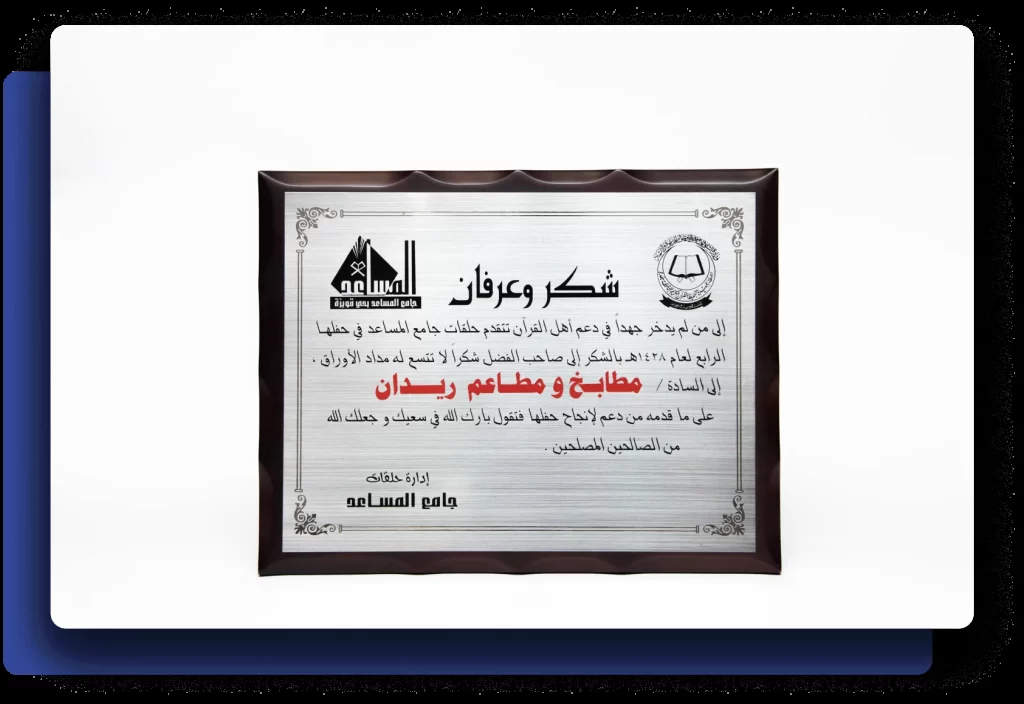 المساعد
جامع المساعد بحي قويزة
شكر وعرفان
إلى من لم يدخر جهداً في دعم أهل القرآن تتقدم حلقات جامع المساعد في حفلها
الرابع لعام ١٤٢٨هـ بالشكر إلى صاحب الفضل شكراً لا تتسع له مداد الأوراق ،
إلى السادة / مطابخ و مطاعم ريدان
على ما قدمه من دعم لإنجاح حفلها فتقول بارك الله في سعيك و جعلك الله
من الصالحين المصلحين .
إدارة حلقات
جامع المساعد